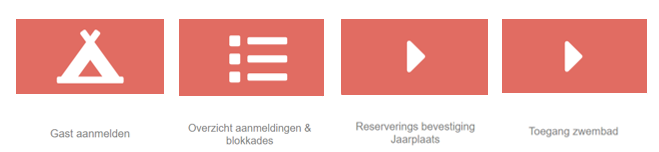 Gast aanmelden
Overzicht aanmeldingen &
blokkades
Reserverings bevestiging
Jaarplaats
Toegang zwembad